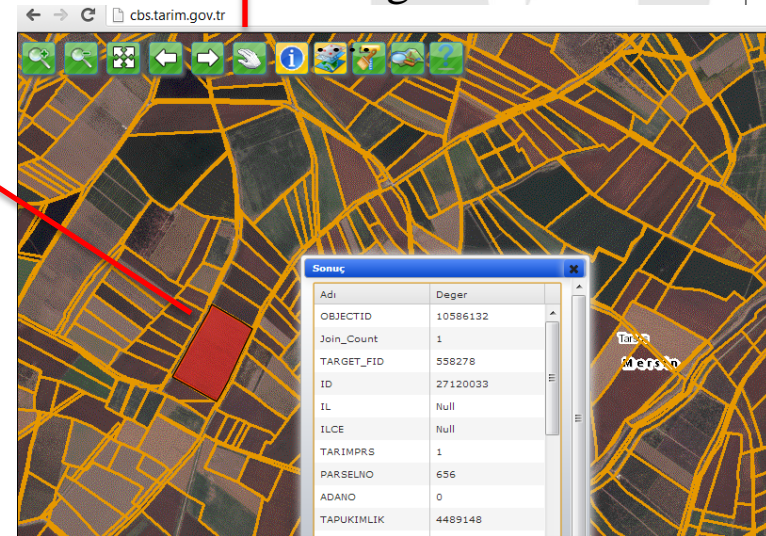 cbs.tarim.gov.tr
Sonuç
Adı Deger
OBJECTID 10586132
Join_Count 1
TARGET_FID 558278
ID 27120033
IL Null
ILCE Null
TARIMPRS 1
PARSELNO 656
ADANO 0
TAPUKIMLIK 4489148
Mersin